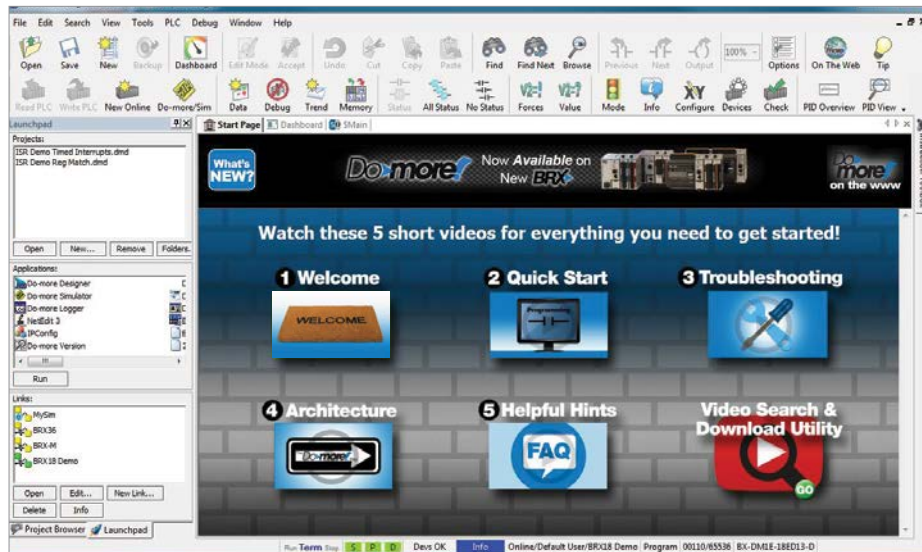 File Edit Search View Tools PLC Debug Window Help
Open Save New Backup Dashboard Edit Mode Accept Undo Cut Copy Paste Find Find Next Browse Previous Next Output 100% Options On The Web Tip
Read PLC Write PLC New Online Do-more/Sim Data Debug Trend Memory Status All Status No Status Forces Value Mode Info Configure Devices Check PID Overview PID View
Launchpad
Start Page Dashboard $Main
Projects:
ISR Demo Timed Interrupts.dmd
ISR Demo Reg Match.dmd
Open New... Remove Folders.
Applications:
Do-more Designer
Do-more Simulator
Do-more Logger
NetEdit 3
IPConfig
Do-more Version
Run
Links:
MySim
BRX36
BRX-M
BRX18 Demo
Open Edit... New Link...
Delete Info
Project Browser Launchpad
What's NEW?
Do-more! Now Available on
New BRX
Do-more!
on the www
Watch these 5 short videos for everything you need to get started!
1 Welcome
WELCOME
2 Quick Start
Programming
3 Troubleshooting
4 Architecture
Do-more!
5 Helpful Hints
FAQ
Video Search &
Download Utility
GO
Run Term Stop S P D Devs OK Info Online/Default User/BRX18 Demo Program 00110/65536 BX-DM1E-18ED13-D